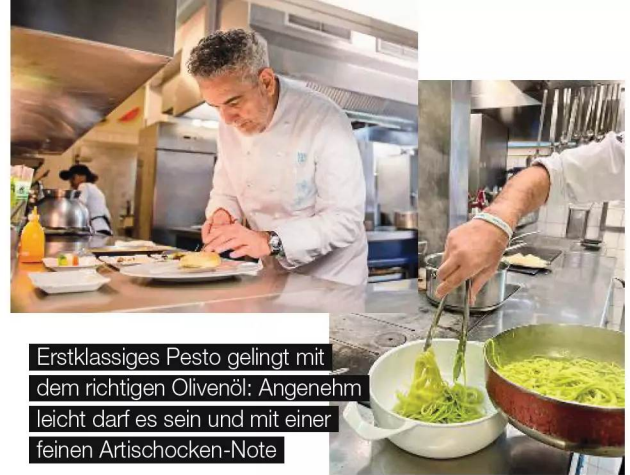 Erstklassiges Pesto gelingt mit
dem richtigen Olivenöl: Angenehm
leicht darf es sein und mit einer
feinen Artischocken-Note